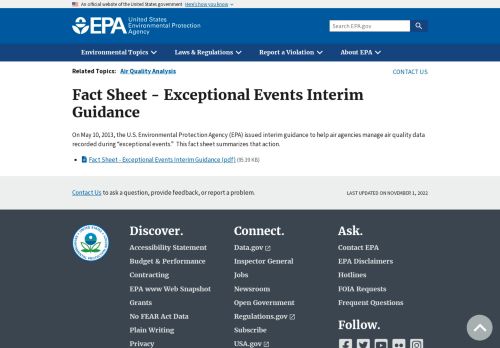 An official website of the United States government Here's how you know
EPA United States
Environmental Protection
Agency
Search EPA.gov
Environmental Topics Laws & Regulations Report a Violation About EPA
Related Topics: Air Quality Analysis CONTACT US
Fact Sheet - Exceptional Events Interim
Guidance
On May 10, 2013, the U.S. Environmental Protection Agency (EPA) issued interim guidance to help air agencies manage air quality data
recorded during “exceptional events.” This fact sheet summarizes that action.
• Fact Sheet - Exceptional Events Interim Guidance (pdf) (95.39 KB)
Contact Us to ask a question, provide feedback, or report a problem. LAST UPDATED ON NOVEMBER 1, 2022
Discover.
Accessibility Statement
Budget & Performance
Contracting
EPA www Web Snapshot
Grants
No FEAR Act Data
Plain Writing
Privacy
Connect.
Data.gov
Inspector General
Jobs
Newsroom
Open Government
Regulations.gov
Subscribe
USA.gov
Ask.
Contact EPA
EPA Disclaimers
Hotlines
FOIA Requests
Frequent Questions
Follow.